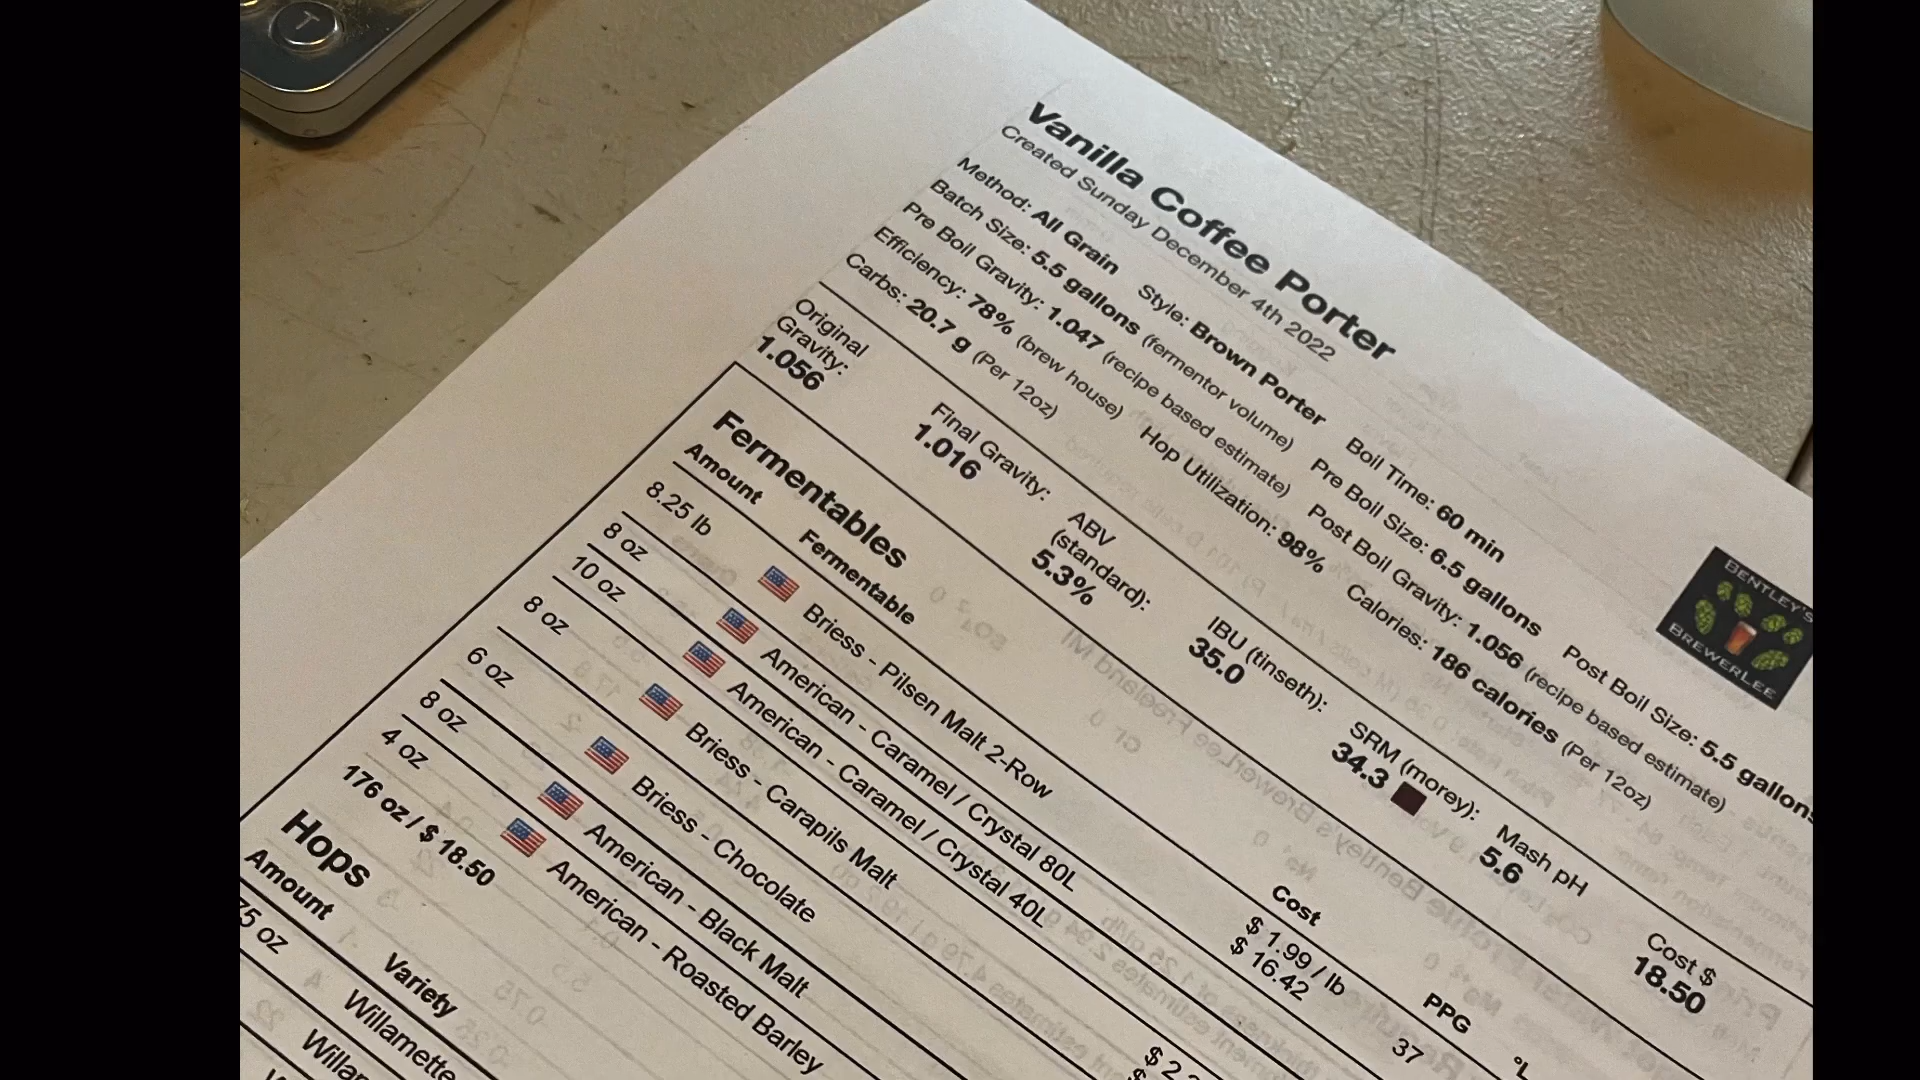 T
Vanilla Coffee Porter
Created Sunday December 4th 2022
Method: All Grain Style: Brown Porter Boil Time: 60 min
Batch Size: 5.5 gallons (fermentor volume) Pre Boil Size: 6.5 gallons Post Boil Size: 5.5 gallons
Pre Boil Gravity: 1.047 (recipe based estimate) Post Boil Gravity: 1.056 (recipe based estimate)
Efficiency: 78% (brew house) Hop Utilization: 98% Calories: 186 calories (Per 12oz)
Carbs: 20.7 g (Per 12oz)
BENTLEY'S
BREWERLEE
Original Gravity: Final Gravity: ABV (standard): IBU (tinseth): SRM (morey): Mash pH Cost $
1.056 1.016 5.3% 35.0 34.3 5.6 18.50
Fermentables
Amount Fermentable Cost PPG °L
8.25 lb Briess - Pilsen Malt 2-Row $ 1.99 / lb 37
$ 16.42
8 oz American - Caramel / Crystal 80L
10 oz American - Caramel / Crystal 40L
8 oz Briess - Carapils Malt
6 oz Briess - Chocolate
8 oz American - Black Malt
4 oz American - Roasted Barley
176 oz / $ 18.50
Hops
Amount Variety
75 oz Willamette